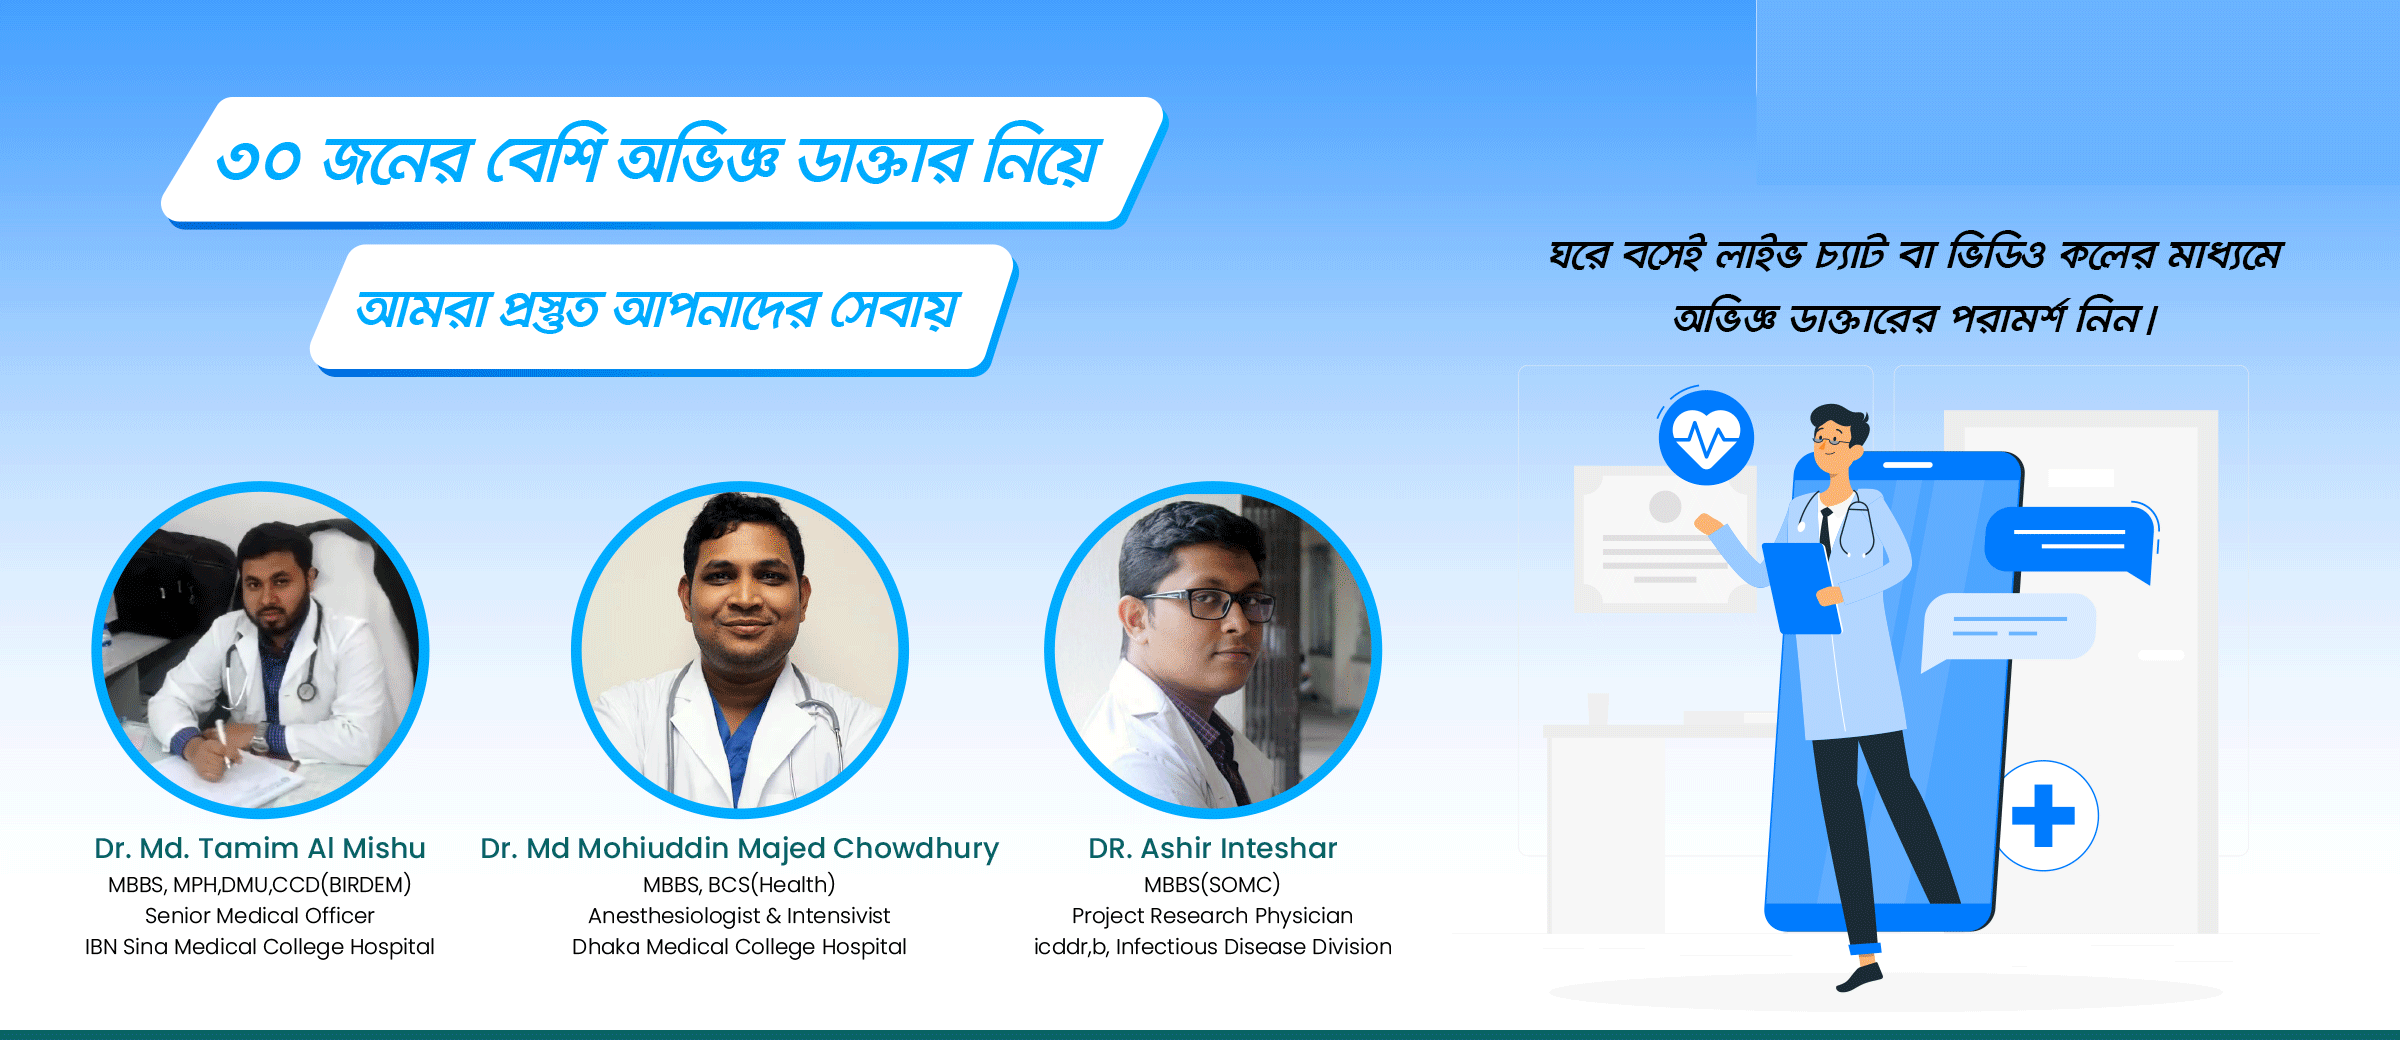 ৩০ জনের বেশি অভিজ্ঞ ডাক্তার নিয়ে
আমরা প্রস্তুত আপনাদের সেবায়
ঘরে বসেই লাইভ চ্যাট বা ভিডিও কলের মাধ্যমে
অভিজ্ঞ ডাক্তারের পরামর্শ নিন।
Dr. Md. Tamim Al Mishu
MBBS, MPH,DMU,CCD(BIRDEM)
Senior Medical Officer
IBN Sina Medical College Hospital
Dr. Md Mohiuddin Majed Chowdhury
MBBS, BCS(Health)
Anesthesiologist & Intensivist
Dhaka Medical College Hospital
DR. Ashir Inteshar
MBBS(SOMC)
Project Research Physician
icddr,b, Infectious Disease Division